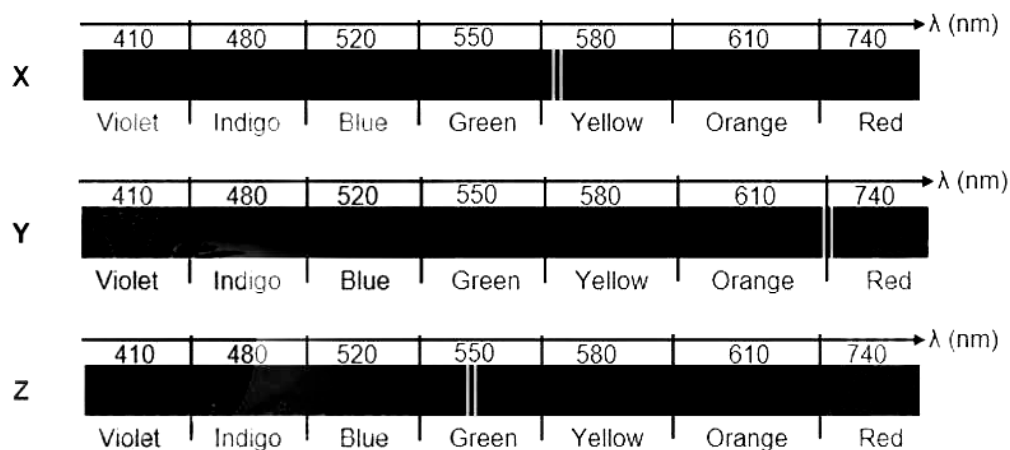 410 480 520 550 580 610 740 λ (nm)
X
Violet Indigo Blue Green Yellow Orange Red
410 480 520 550 580 610 740 λ (nm)
Y
Violet Indigo Blue Green Yellow Orange Red
410 480 520 550 580 610 740 λ (nm)
Z
Violet Indigo Blue Green Yellow Orange Red